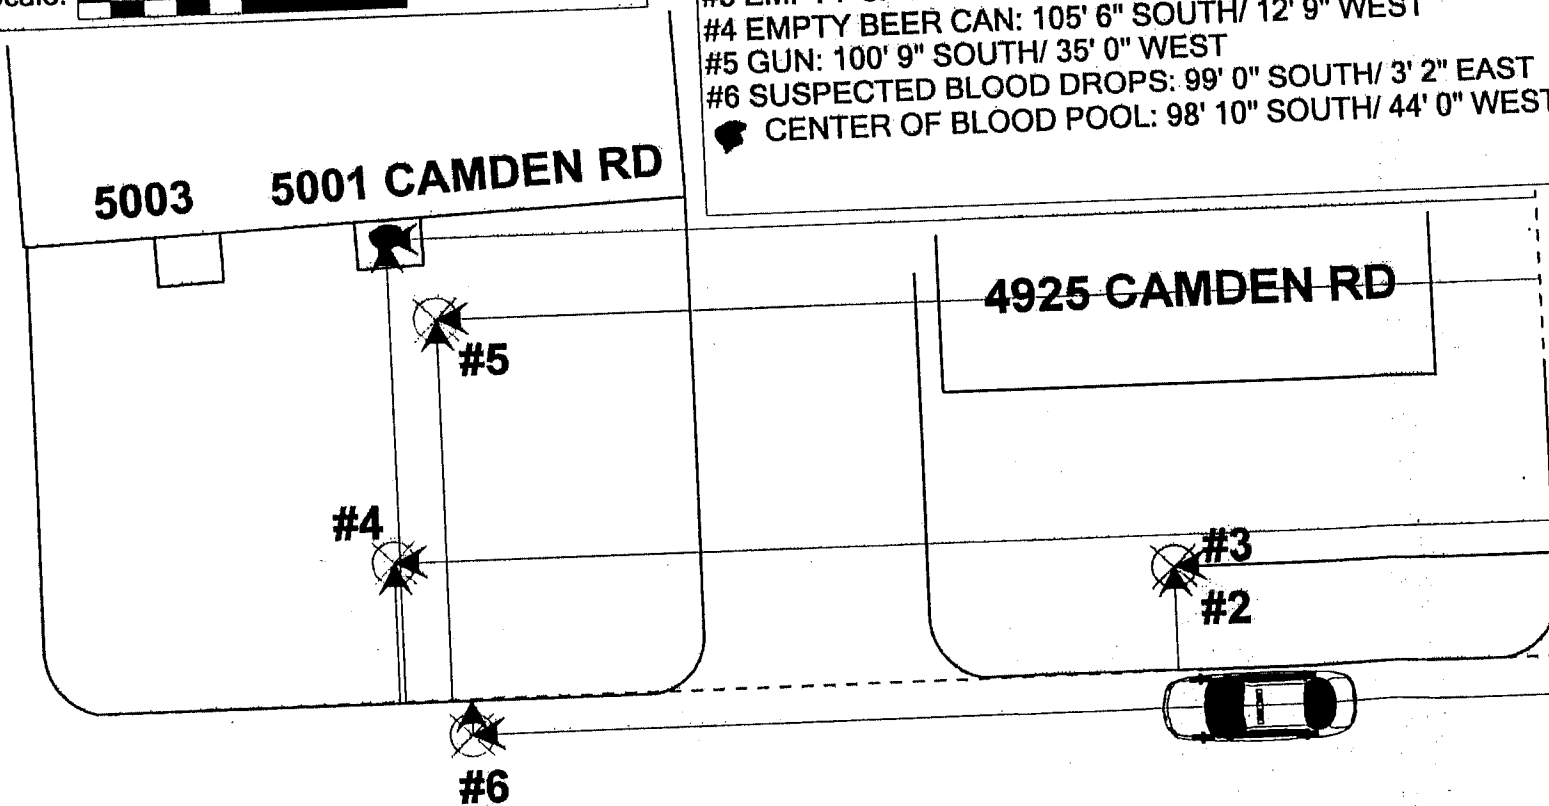 #4 EMPTY BEER CAN: 105' 6" SOUTH/ 12' 9" WEST
#5 GUN: 100' 9" SOUTH/ 35' 0" WEST
#6 SUSPECTED BLOOD DROPS: 99' 0" SOUTH/ 3' 2" EAST
CENTER OF BLOOD POOL: 98' 10" SOUTH/ 44' 0" WEST
5003
5001 CAMDEN RD
4925 CAMDEN RD
#5
#4
#3
#2
#6